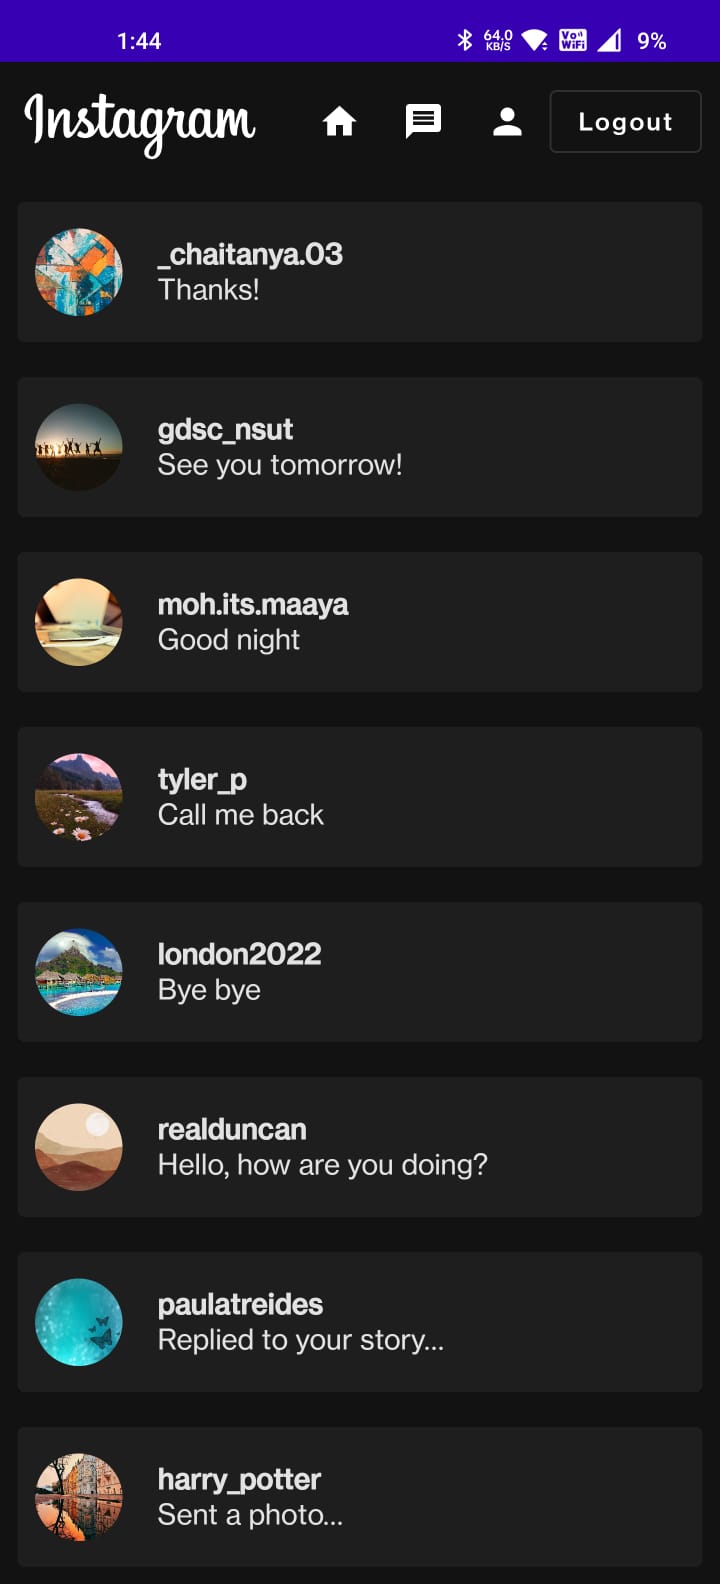 1:44
64.0
KB/S
Vo))
WiFi
9%
Instagram
Logout
_chaitanya.03
Thanks!
gdsc_nsut
See you tomorrow!
moh.its.maaya
Good night
tyler_p
Call me back
london2022
Bye bye
realduncan
Hello, how are you doing?
paulatreides
Replied to your story...
harry_potter
Sent a photo...